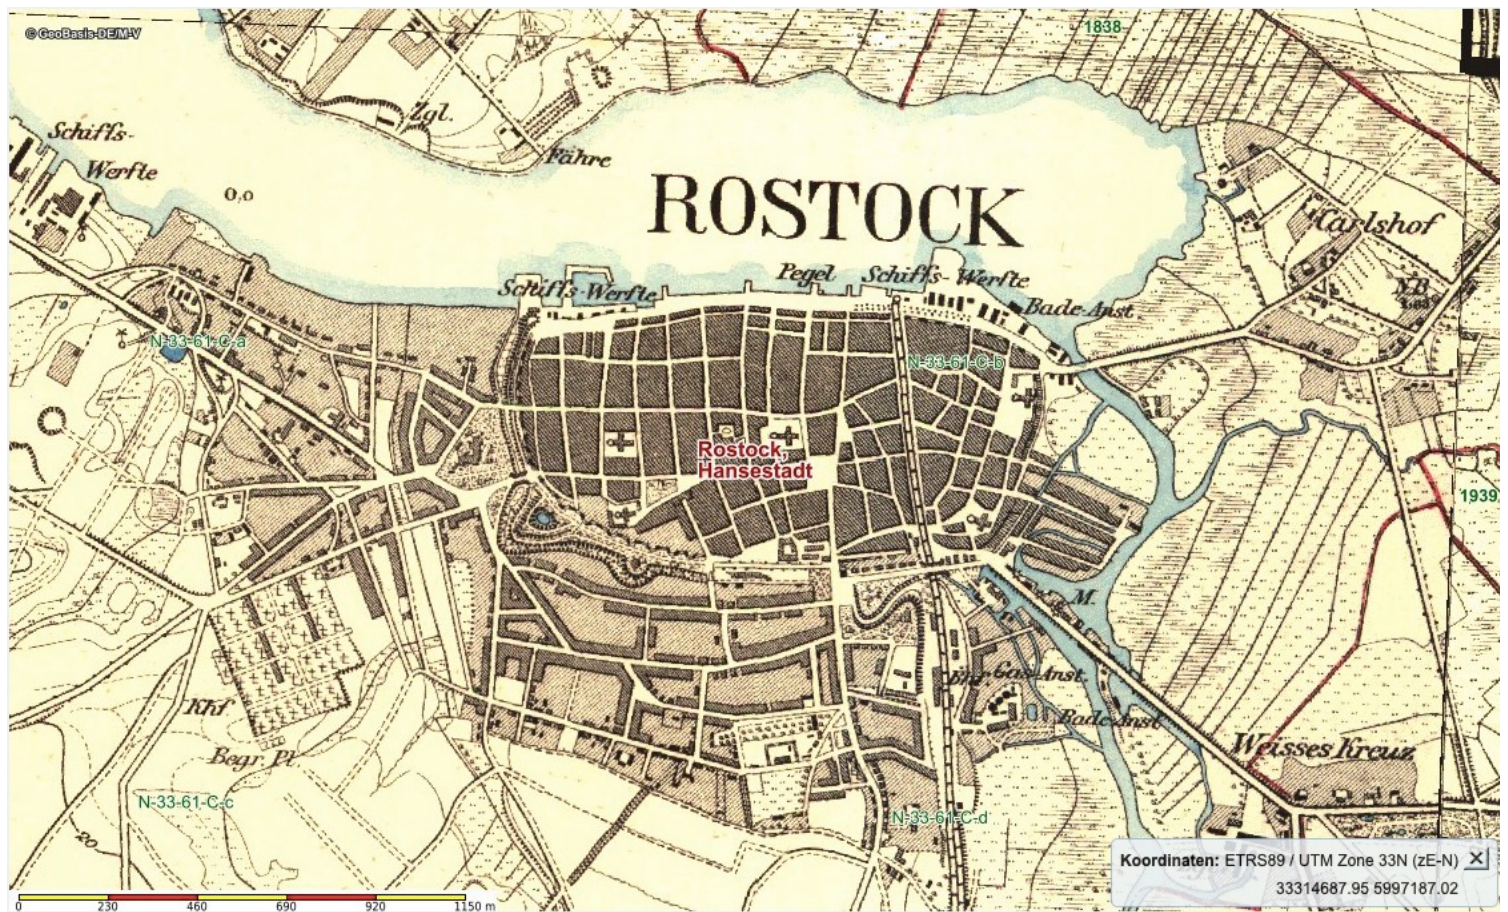 © GeoBasis-DE/M-V
1838
Zgl.
Schiffs-
Werfte
Fähre
ROSTOCK
Carlshof
Pegel
Schiffs-Werfte
Schiffs-Werfte
Bade-Anst.
N-33-61-C-a
N-33-61-C-b
Rostock,
Hansestadt
1939
M.
Gas-Anst.
Bade-Anst.
Khf
Begr. Pl
Weisses Kreuz
N-33-61-C-c
N-33-61-C-d
20
Koordinaten: ETRS89 / UTM Zone 33N (zE-N)
33314687.95 5997187.02
0 230 460 690 920 1150 m